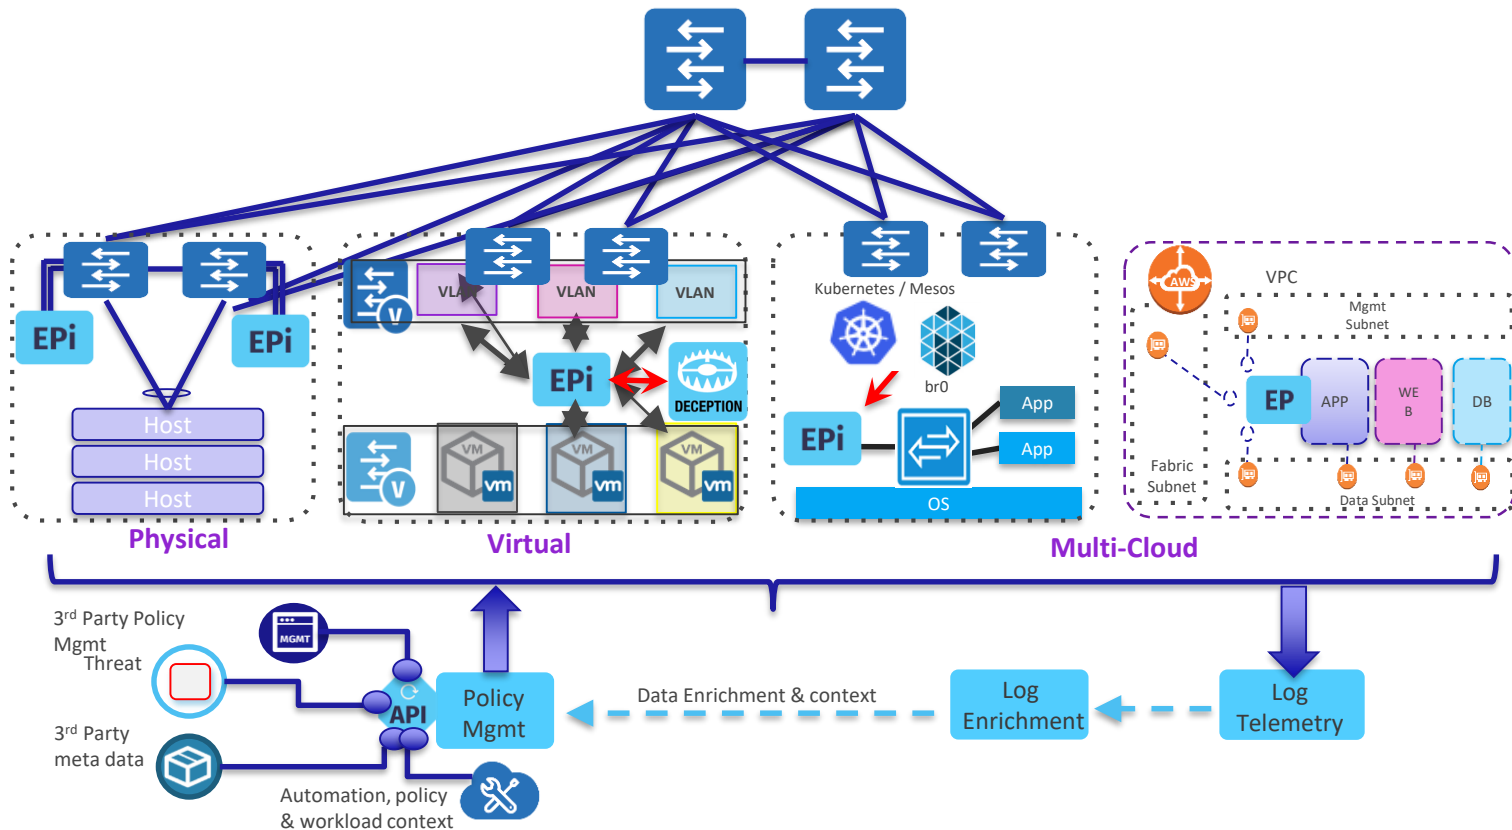 EPi
EPi
Host
Host
Host
Physical
V
VLAN
VLAN
VLAN
EPi
DECEPTION
V
VM
vm
VM
vm
VM
vm
Virtual
Kubernetes / Mesos
br0
EPi
App
App
OS
Multi-Cloud
AWS
VPC
Mgmt
Subnet
EP
APP
WE
B
DB
Fabric
Subnet
Data Subnet
3rd Party Policy
Mgmt
Threat
MGMT
API
Policy
Mgmt
Data Enrichment & context
Log
Enrichment
Log
Telemetry
3rd Party
meta data
Automation, policy
& workload context